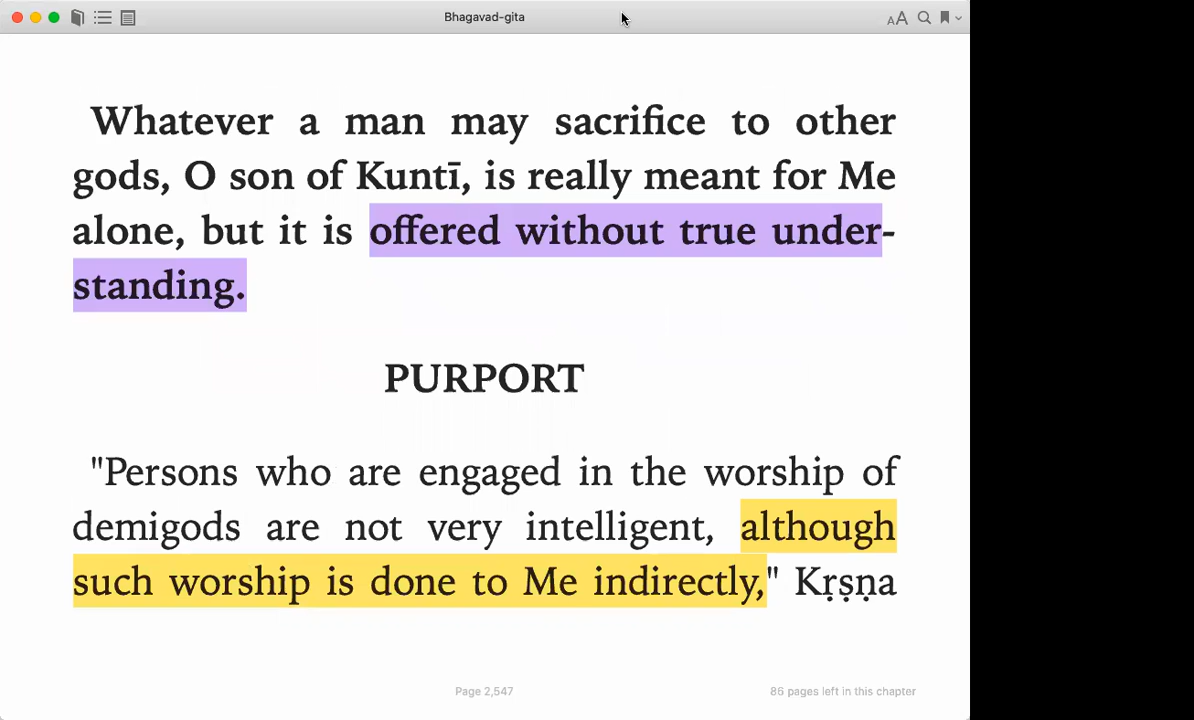 Bhagavad-gita
AA
Whatever a man may sacrifice to other
gods, O son of Kuntī, is really meant for Me
alone, but it is offered without true under-
standing.
PURPORT
"Persons who are engaged in the worship of
demigods are not very intelligent, although
such worship is done to Me indirectly," Kṛṣṇa
Page 2,547
86 pages left in this chapter